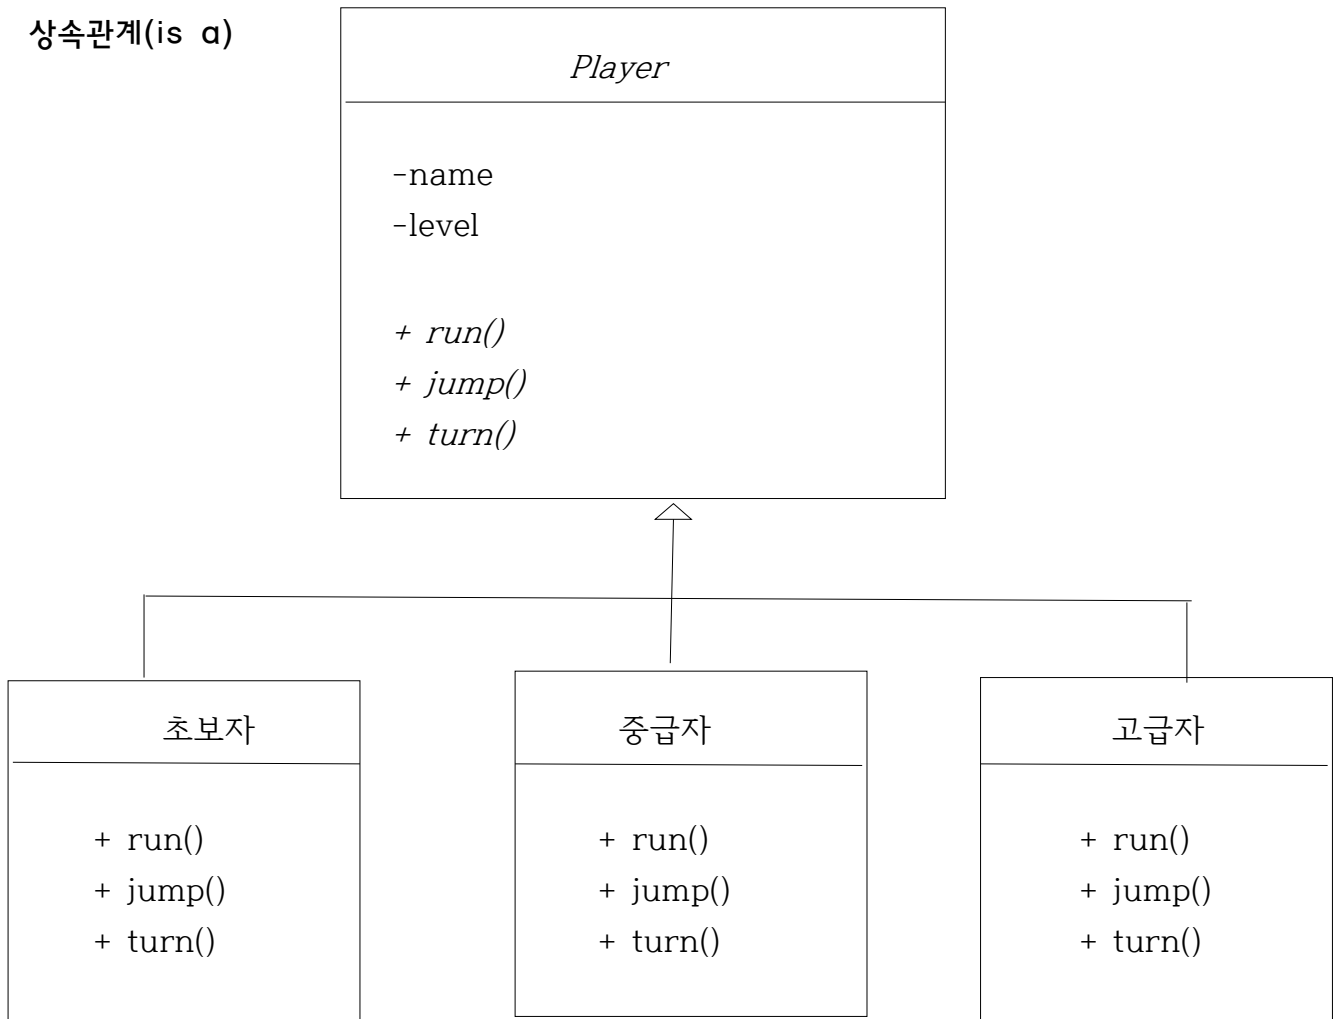 상속관계(is a)
Player
-name
-level
+ run()
+ jump()
+ turn()
초보자
+ run()
+ jump()
+ turn()
중급자
+ run()
+ jump()
+ turn()
고급자
+ run()
+ jump()
+ turn()